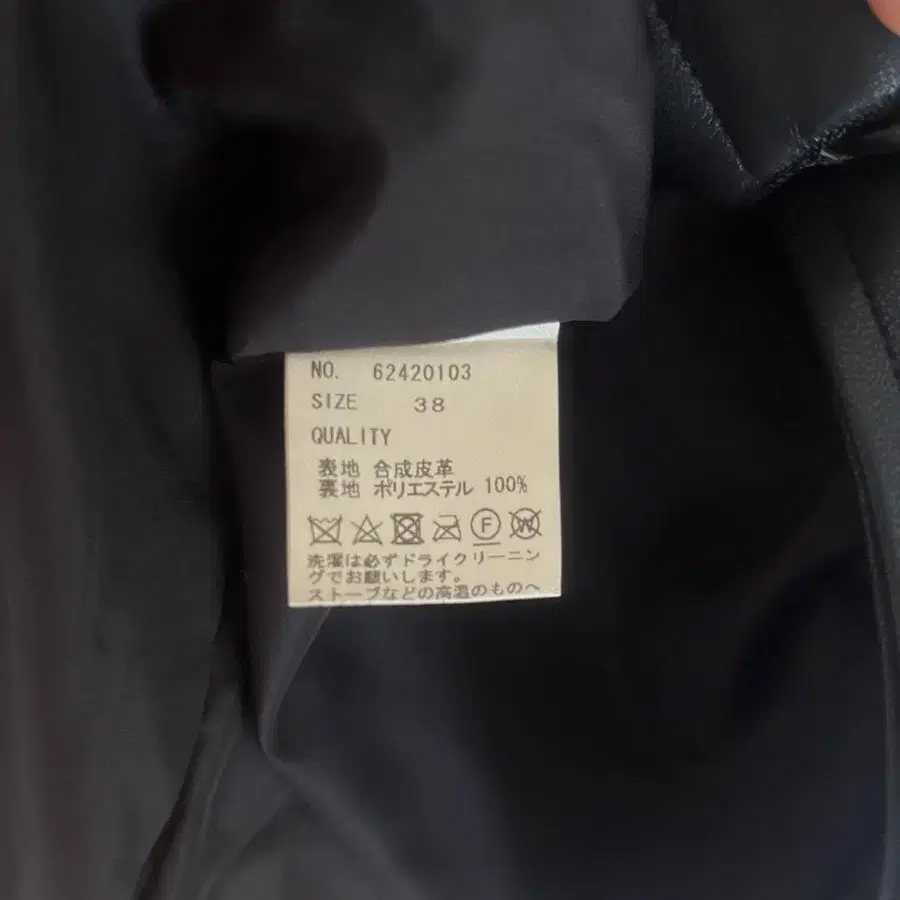 NO. 62420103
SIZE 38
QUALITY
表地 合成皮革
裏地 ポリエステル 100%
F W
洗濯は必ずドライクリーニン
グでお願いします。
ストーブなどの高温のものへ